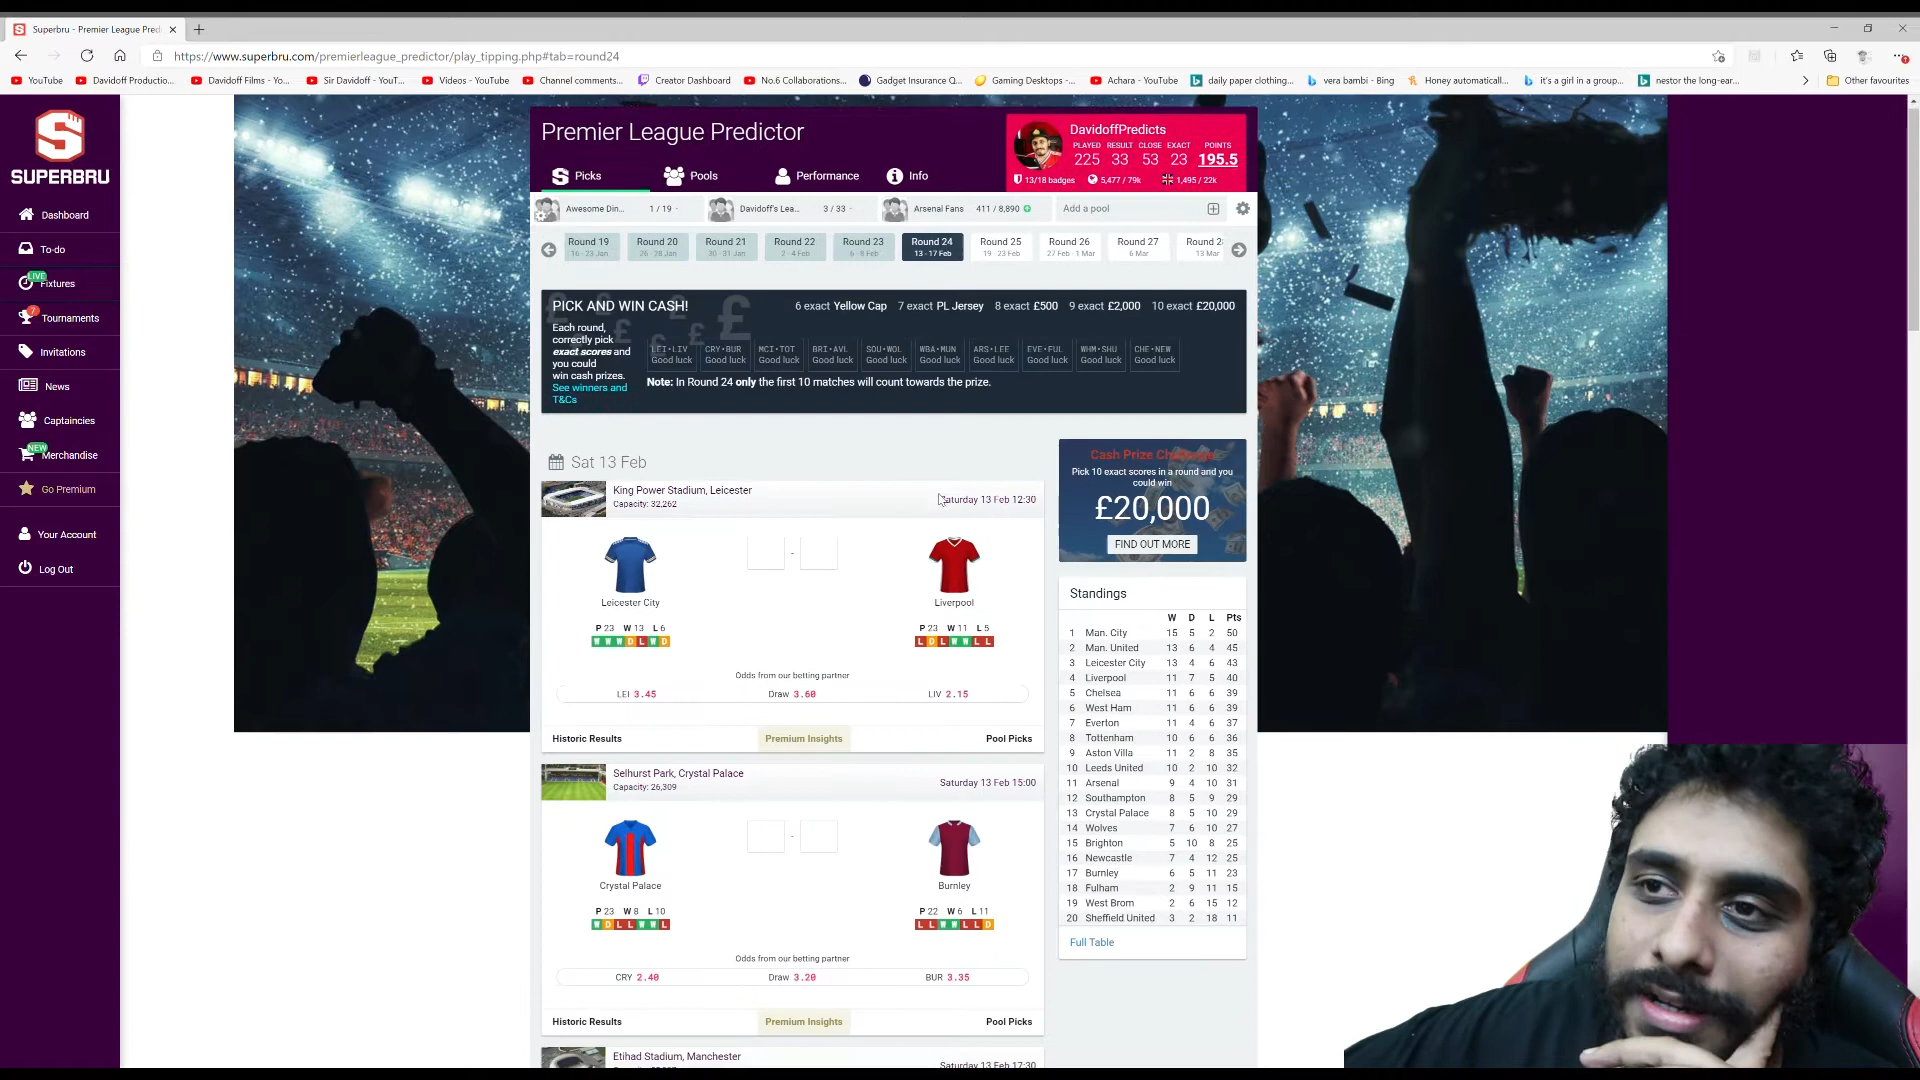 Superbru - Premier League Predi
https://www.superbru.com/premierleague_predictor/play_tipping.php#tab=round24
YouTube
Davidoff Productio...
Davidoff Films - Yo...
Sir Davidoff - YouT...
Videos - YouTube
Channel comments...
Creator Dashboard
No.6 Collaborations...
Gadget Insurance Q...
Gaming Desktops -...
Achara - YouTube
daily paper clothing...
vera bambi - Bing
Honey automaticall...
it's a girl in a group...
nestor the long-ear...
Other favourites
SUPERBRU
Dashboard
To-do
LIVE
Fixtures
7
Tournaments
Invitations
News
Captaincies
NEW
Merchandise
Go Premium
Your Account
Log Out
Premier League Predictor
DavidoffPredicts
PLAYED RESULT CLOSE EXACT POINTS
225 33 53 23 195.5
13/18 badges 5,477 / 79k 1,495 / 22k
Picks
Pools
Performance
Info
Awesome Din... 1 / 19 -
Davidoff's Lea... 3 / 33 -
Arsenal Fans 411 / 8,890
Add a pool
Round 19
16 - 23 Jan
Round 20
26 - 28 Jan
Round 21
30 - 31 Jan
Round 22
2 - 4 Feb
Round 23
6 - 8 Feb
Round 24
13 - 17 Feb
Round 25
19 - 23 Feb
Round 26
27 Feb - 1 Mar
Round 27
6 Mar
13 Mar
PICK AND WIN CASH!
6 exact Yellow Cap 7 exact PL Jersey 8 exact £500 9 exact £2,000 10 exact £20,000
Each round,
correctly pick
exact scores and
you could
win cash prizes.
See winners and
T&Cs
LEI-LIV CRY-BUR MCI-TOT BRI-AVL SOU-WOL WBA-MUN ARS-LEE EVE-FUL WHM-SHU CHE-NEW
Good luck Good luck Good luck Good luck Good luck Good luck Good luck Good luck Good luck Good luck
Note: In Round 24 only the first 10 matches will count towards the prize.
Sat 13 Feb
King Power Stadium, Leicester
Capacity: 32,262
Saturday 13 Feb 12:30
-
Leicester City
Liverpool
P 23 W 13 L 6
W W W D L W D
P 23 W 11 L 5
L D L W W L L
Odds from our betting partner
LEI 3.45 Draw 3.60 LIV 2.15
Historic Results
Premium Insights
Pool Picks
Selhurst Park, Crystal Palace
Capacity: 26,309
Saturday 13 Feb 15:00
-
Crystal Palace
Burnley
P 23 W 8 L 10
W D L L W W L
P 22 W 6 L 11
L L W W L L D
Odds from our betting partner
CRY 2.40 Draw 3.20 BUR 3.35
Historic Results
Premium Insights
Pool Picks
Etihad Stadium, Manchester
Saturday 13 Feb 17:30
Cash Prize Challenge
Pick 10 exact scores in a round and you
could win
£20,000
FIND OUT MORE
Standings
W D L Pts
1 Man. City 15 5 2 50
2 Man. United 13 6 4 45
3 Leicester City 13 4 6 43
4 Liverpool 11 7 5 40
5 Chelsea 11 6 6 39
6 West Ham 11 6 6 39
7 Everton 11 4 6 37
8 Tottenham 10 6 6 36
9 Aston Villa 11 2 8 35
10 Leeds United 10 2 10 32
11 Arsenal 9 4 10 31
12 Southampton 8 5 9 29
13 Crystal Palace 8 5 10 29
14 Wolves 7 6 10 27
15 Brighton 5 10 8 25
16 Newcastle 7 4 12 25
17 Burnley 6 5 11 23
18 Fulham 2 9 11 15
19 West Brom 2 6 15 12
20 Sheffield United 3 2 18 11
Full Table